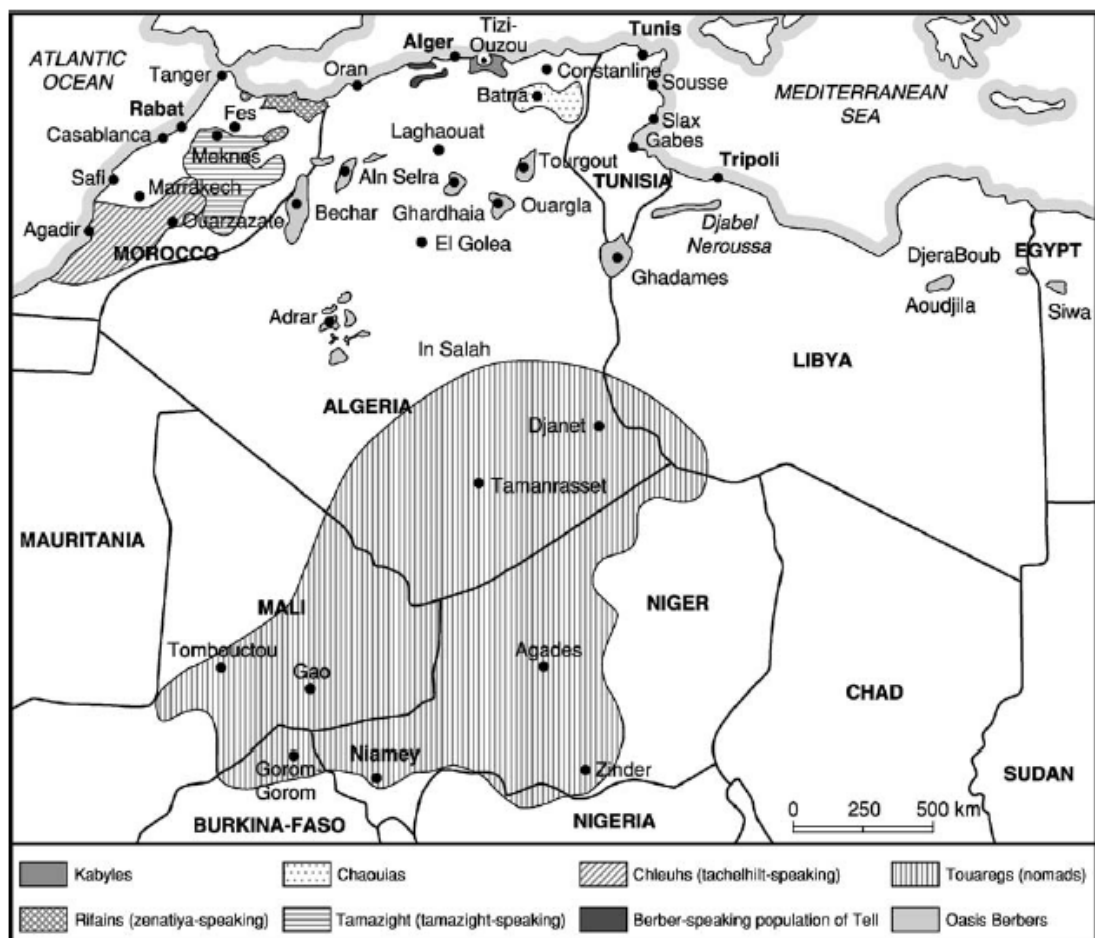 ATLANTIC
OCEAN
Tanger
Rabat
Casablanca
Fes
Meknes
Safi
Marrakech
Agadir
Ouarzazate
MOROCCO
Oran
Alger
Tizi-
Ouzou
Constanline
Batna
Tunis
Sousse
Slax
Gabes
MEDITERRANEAN
SEA
Laghaouat
Aln Selra
Bechar
Ghardhaia
Tourgout
Ouargla
El Golea
TUNISIA
Tripoli
Djabel
Neroussa
Ghadames
DjeraBoub
EGYPT
Aoudjila
Siwa
Adrar
In Salah
ALGERIA
LIBYA
Djanet
Tamanrasset
MAURITANIA
MALI
NIGER
Tombouctou
Gao
Agades
CHAD
Gorom
Gorom
Niamey
Zinder
SUDAN
BURKINA-FASO
NIGERIA
0 250 500 km
Kabyles
Chaouias
Chleuhs (tachelhilt-speaking)
Touaregs (nomads)
Rifains (zenatiya-speaking)
Tamazight (tamazight-speaking)
Berber-speaking population of Tell
Oasis Berbers